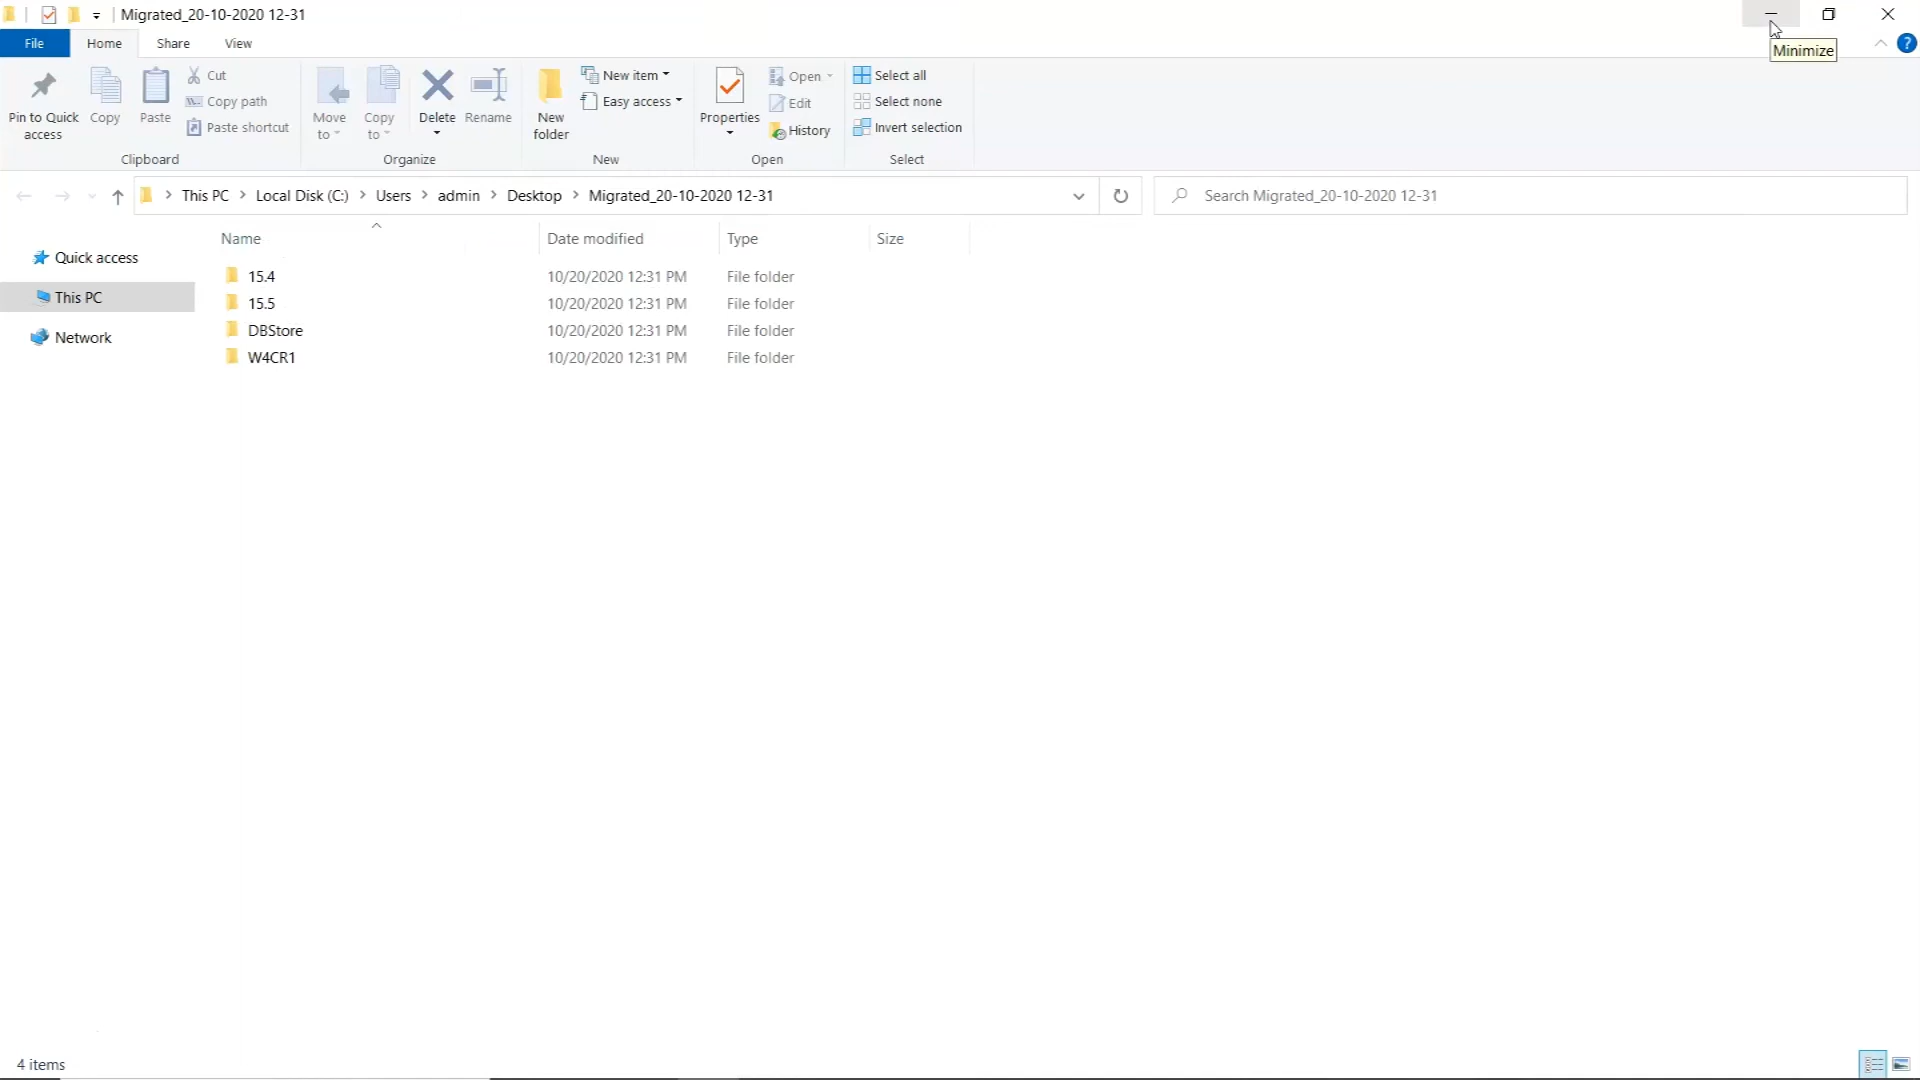 Migrated_20-10-2020 12-31
Minimize
File Home Share View
?
Pin to Quick access
Copy
Paste
Cut
Copy path
Paste shortcut
Clipboard
Move to
Copy to
Delete
Rename
Organize
New folder
New item
Easy access
New
Properties
Open
Edit
History
Open
Select all
Select none
Invert selection
Select
This PC > Local Disk (C:) > Users > admin > Desktop > Migrated_20-10-2020 12-31
Search Migrated_20-10-2020 12-31
Quick access
This PC
Network
Name Date modified Type Size
15.4 10/20/2020 12:31 PM File folder
15.5 10/20/2020 12:31 PM File folder
DBStore 10/20/2020 12:31 PM File folder
W4CR1 10/20/2020 12:31 PM File folder
4 items